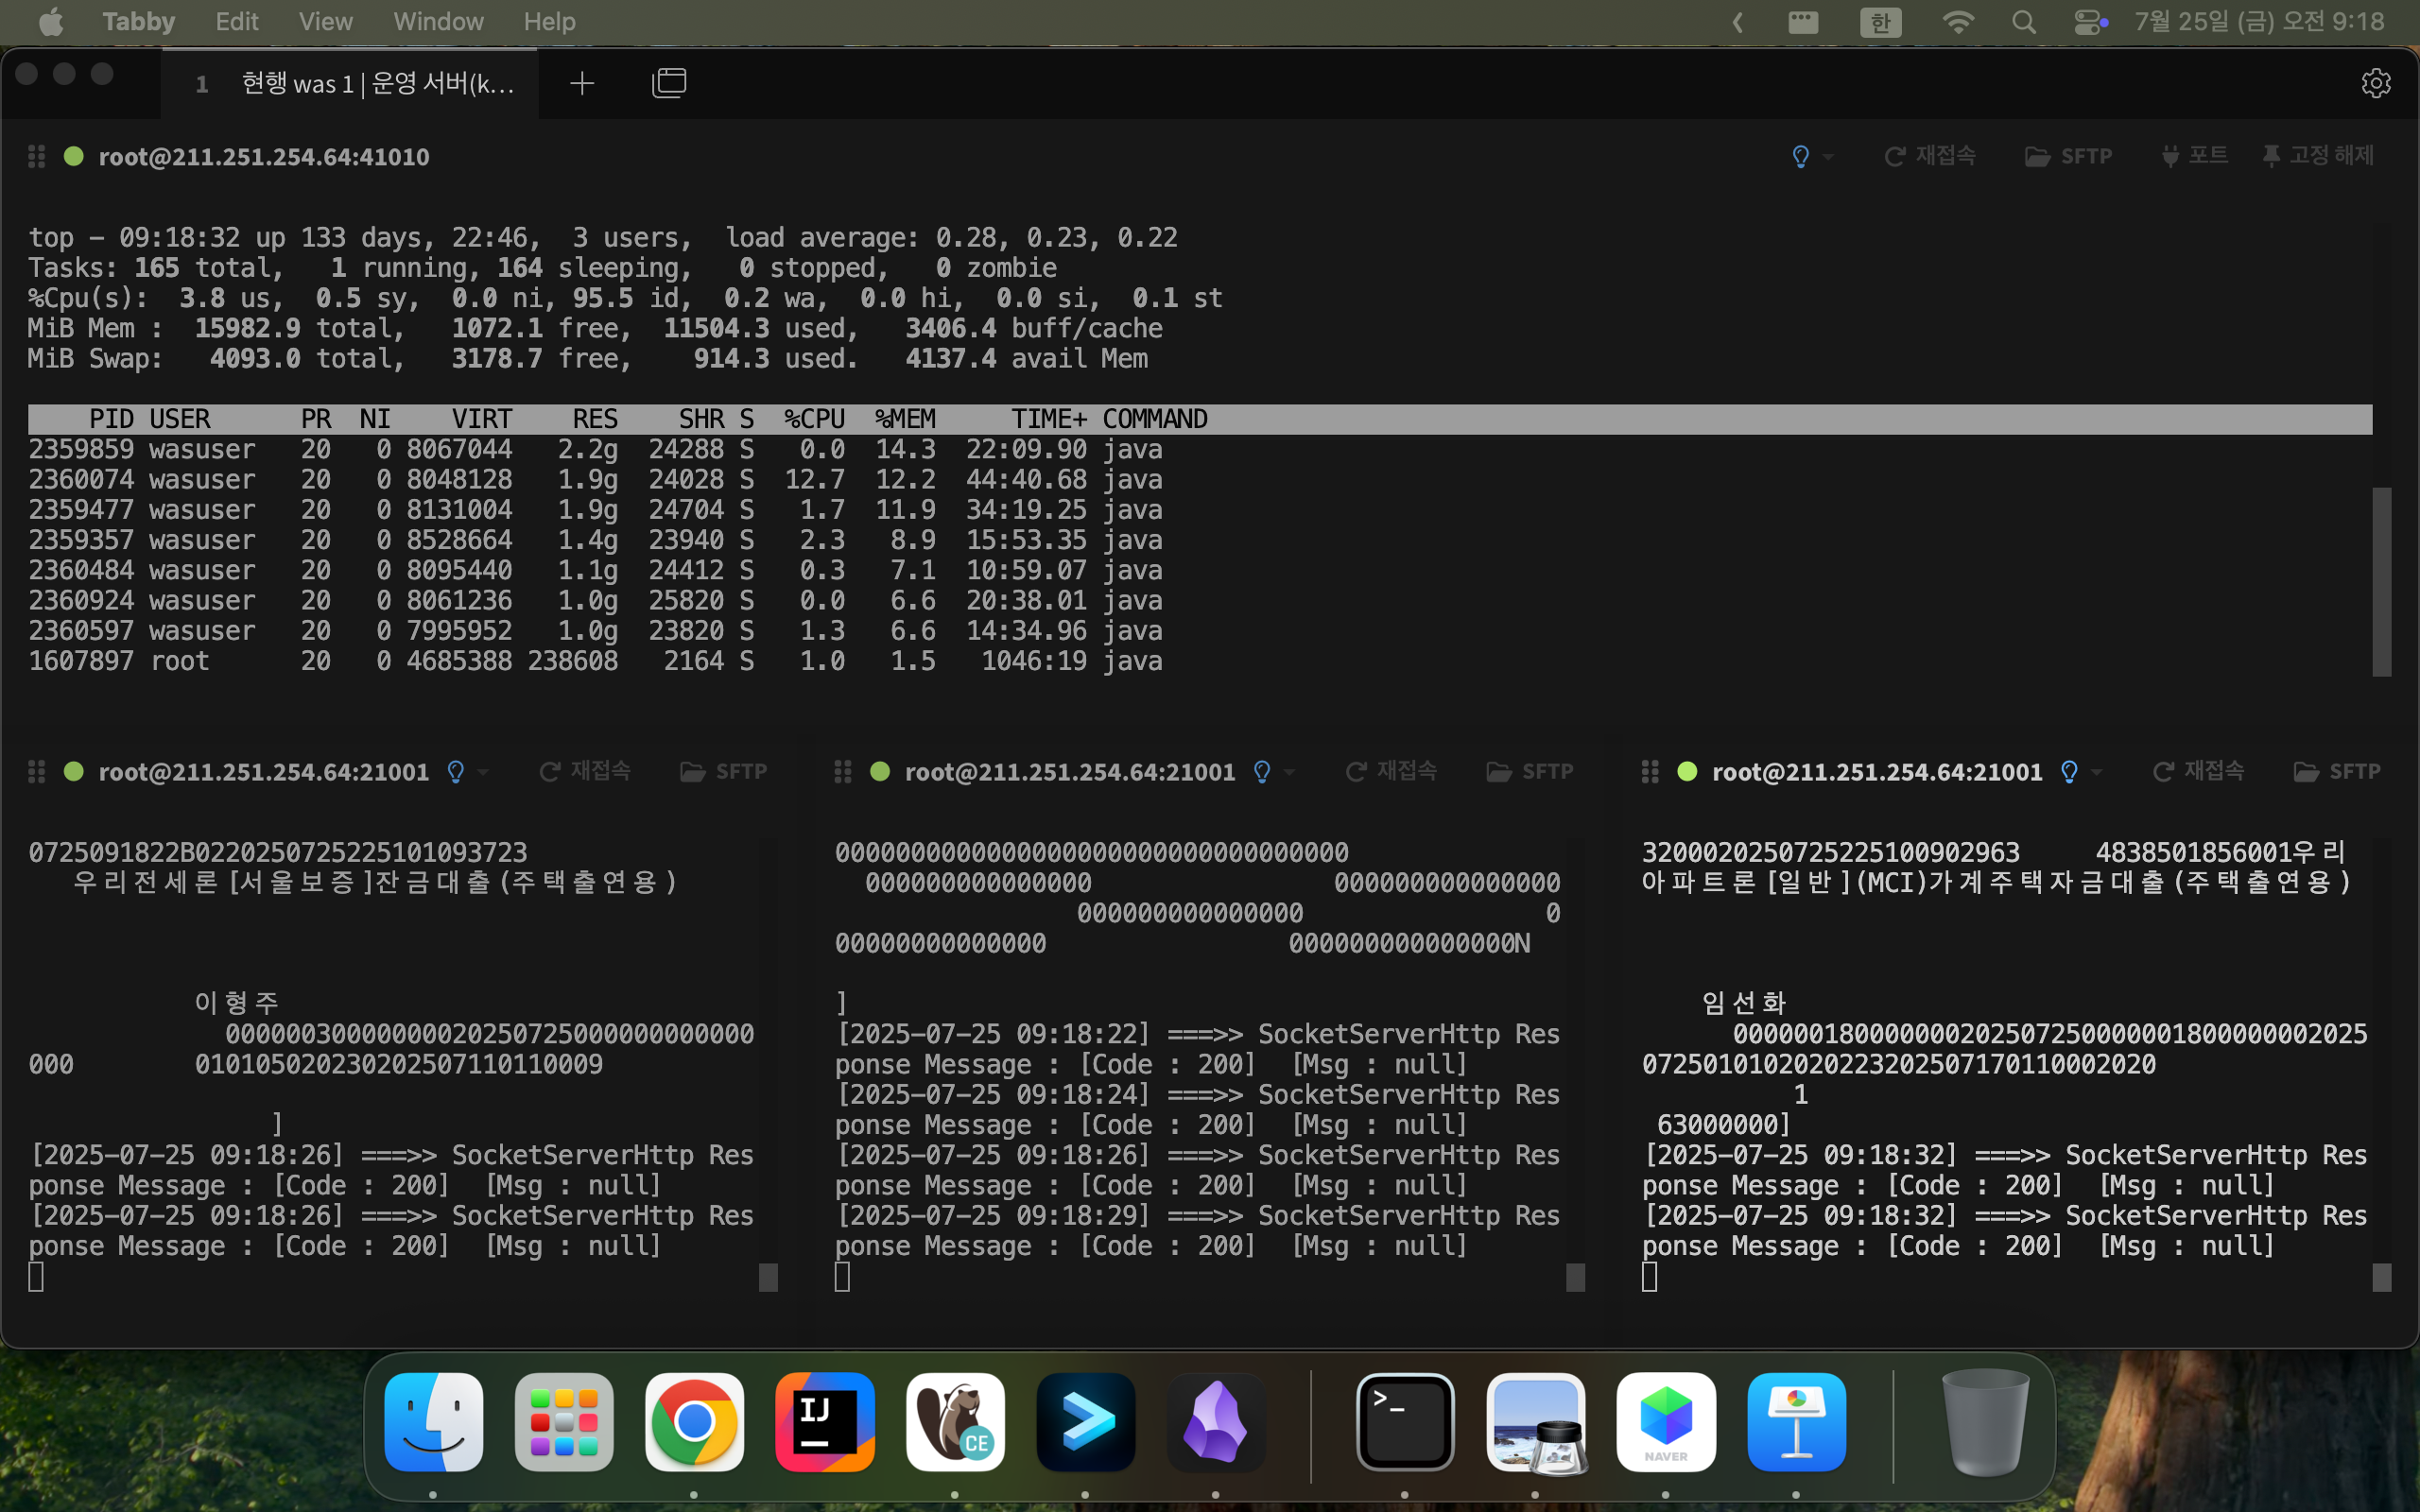 Tabby Edit View Window Help 한 7월 25일 (금) 오전 9:18
1 현행 was 1 | 운영 서버(k…
root@211.251.254.64:41010 재접속 SFTP 포트 고정 해제
top - 09:18:32 up 133 days, 22:46, 3 users, load average: 0.28, 0.23, 0.22
Tasks: 165 total, 1 running, 164 sleeping, 0 stopped, 0 zombie
%Cpu(s): 3.8 us, 0.5 sy, 0.0 ni, 95.5 id, 0.2 wa, 0.0 hi, 0.0 si, 0.1 st
MiB Mem : 15982.9 total, 1072.1 free, 11504.3 used, 3406.4 buff/cache
MiB Swap: 4093.0 total, 3178.7 free, 914.3 used. 4137.4 avail Mem
PID USER PR NI VIRT RES SHR S %CPU %MEM TIME+ COMMAND
2359859 wasuser 20 0 8067044 2.2g 24288 S 0.0 14.3 22:09.90 java
2360074 wasuser 20 0 8048128 1.9g 24028 S 12.7 12.2 44:40.68 java
2359477 wasuser 20 0 8131004 1.9g 24704 S 1.7 11.9 34:19.25 java
2359357 wasuser 20 0 8528664 1.4g 23940 S 2.3 8.9 15:53.35 java
2360484 wasuser 20 0 8095440 1.1g 24412 S 0.3 7.1 10:59.07 java
2360924 wasuser 20 0 8061236 1.0g 25820 S 0.0 6.6 20:38.01 java
2360597 wasuser 20 0 7995952 1.0g 23820 S 1.3 6.6 14:34.96 java
1607897 root 20 0 4685388 238608 2164 S 1.0 1.5 1046:19 java
root@211.251.254.64:21001 재접속 SFTP
0725091822B0220250725225101093723
우리전세론[서울보증]잔금대출(주택출연용)
이형주
00000030000000020250725000000000000
000 010105020230202507110110009
]
[2025-07-25 09:18:26] ===>> SocketServerHttp Res
ponse Message : [Code : 200] [Msg : null]
[2025-07-25 09:18:26] ===>> SocketServerHttp Res
ponse Message : [Code : 200] [Msg : null]
root@211.251.254.64:21001 재접속 SFTP
0000000000000000000000000000000000
000000000000000 000000000000000
000000000000000 0
00000000000000 000000000000000N
]
[2025-07-25 09:18:22] ===>> SocketServerHttp Res
ponse Message : [Code : 200] [Msg : null]
[2025-07-25 09:18:24] ===>> SocketServerHttp Res
ponse Message : [Code : 200] [Msg : null]
[2025-07-25 09:18:26] ===>> SocketServerHttp Res
ponse Message : [Code : 200] [Msg : null]
[2025-07-25 09:18:29] ===>> SocketServerHttp Res
ponse Message : [Code : 200] [Msg : null]
root@211.251.254.64:21001 재접속 SFTP
3200020250725225100902963 4838501856001우리
아파트론[일반](MCI)가계주택자금대출(주택출연용)
임선화
000000180000000202507250000001800000002025
0725010102020223202507170110002020
1
63000000]
[2025-07-25 09:18:32] ===>> SocketServerHttp Res
ponse Message : [Code : 200] [Msg : null]
[2025-07-25 09:18:32] ===>> SocketServerHttp Res
ponse Message : [Code : 200] [Msg : null]
IJ
CE
>_
NAVER